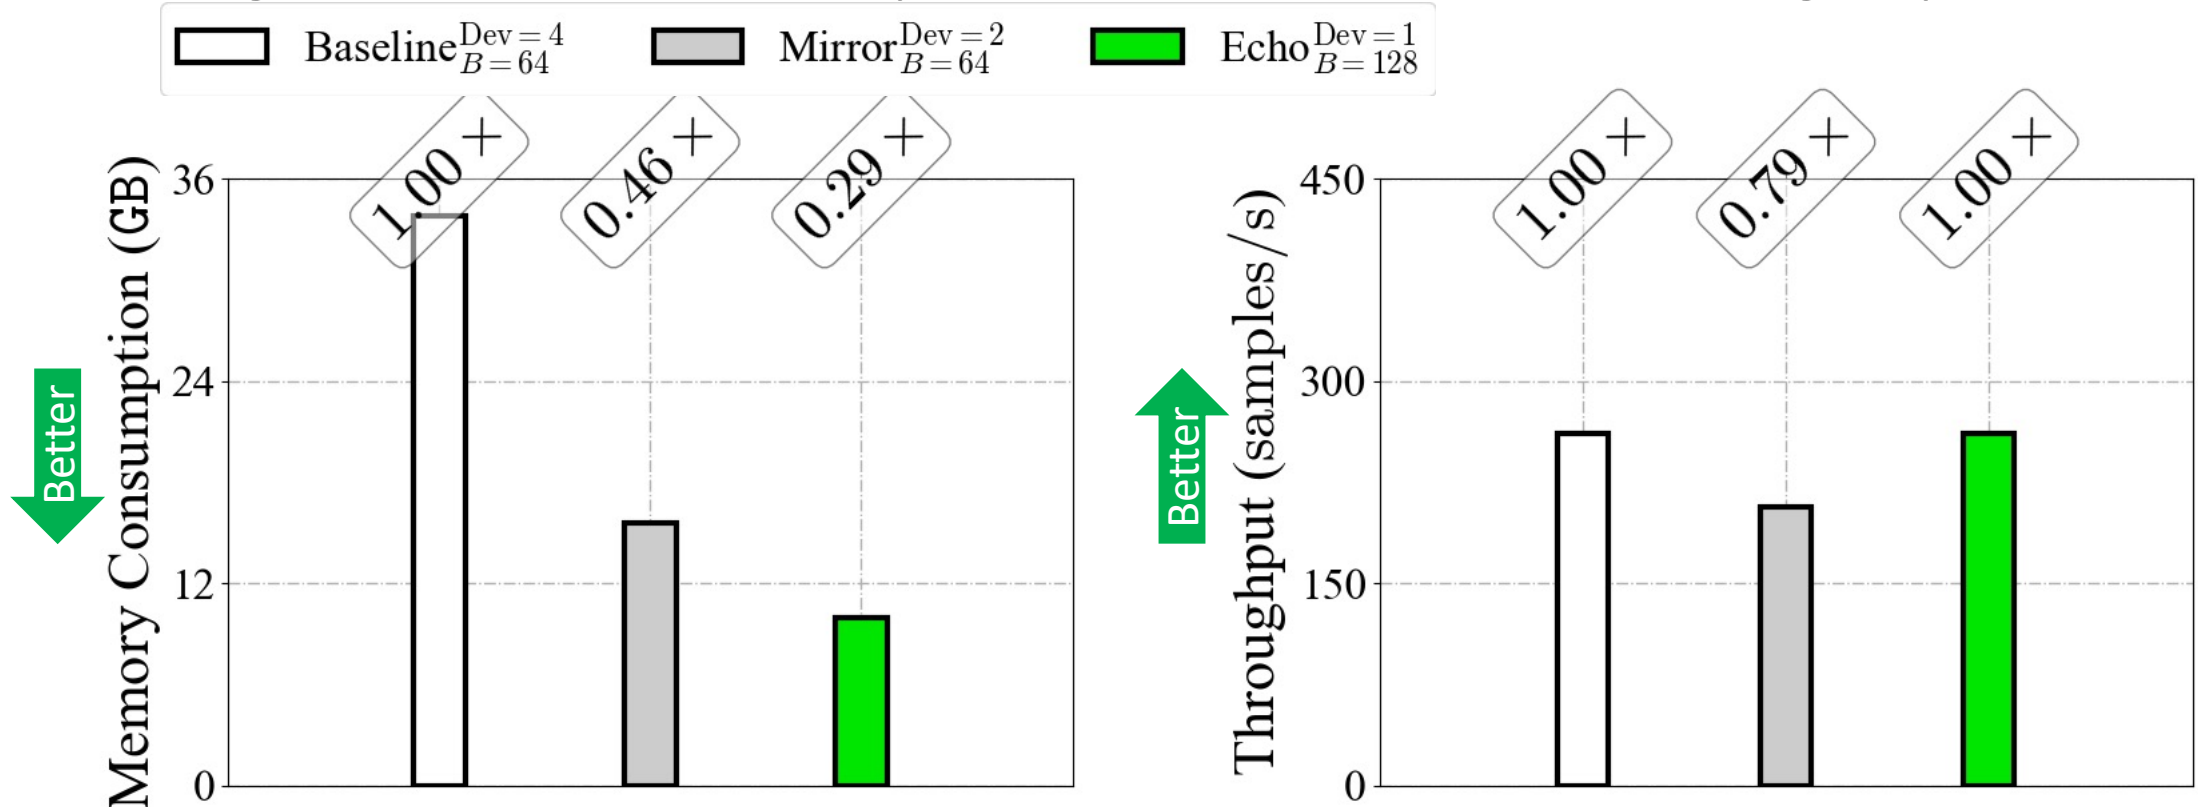 Baseline Dev=4 B=64
Mirror Dev=2 B=64
Echo Dev=1 B=128
Better
Memory Consumption (GB)
36
24
12
0
1.00 ×
0.46 ×
0.29 ×
Better
Throughput (samples/s)
450
300
150
0
1.00 ×
0.79 ×
1.00 ×